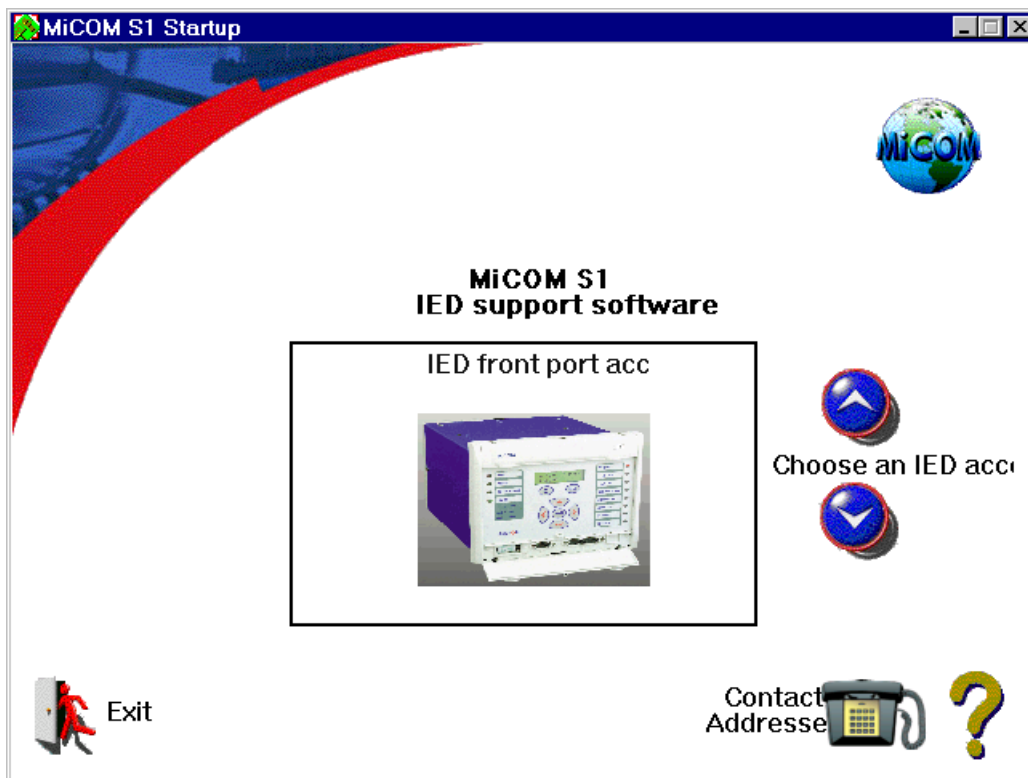 MiCOM S1 Startup
MiCOM
MiCOM S1
IED support software
IED front port acc
Choose an IED acc
Exit
Contact
Addresse